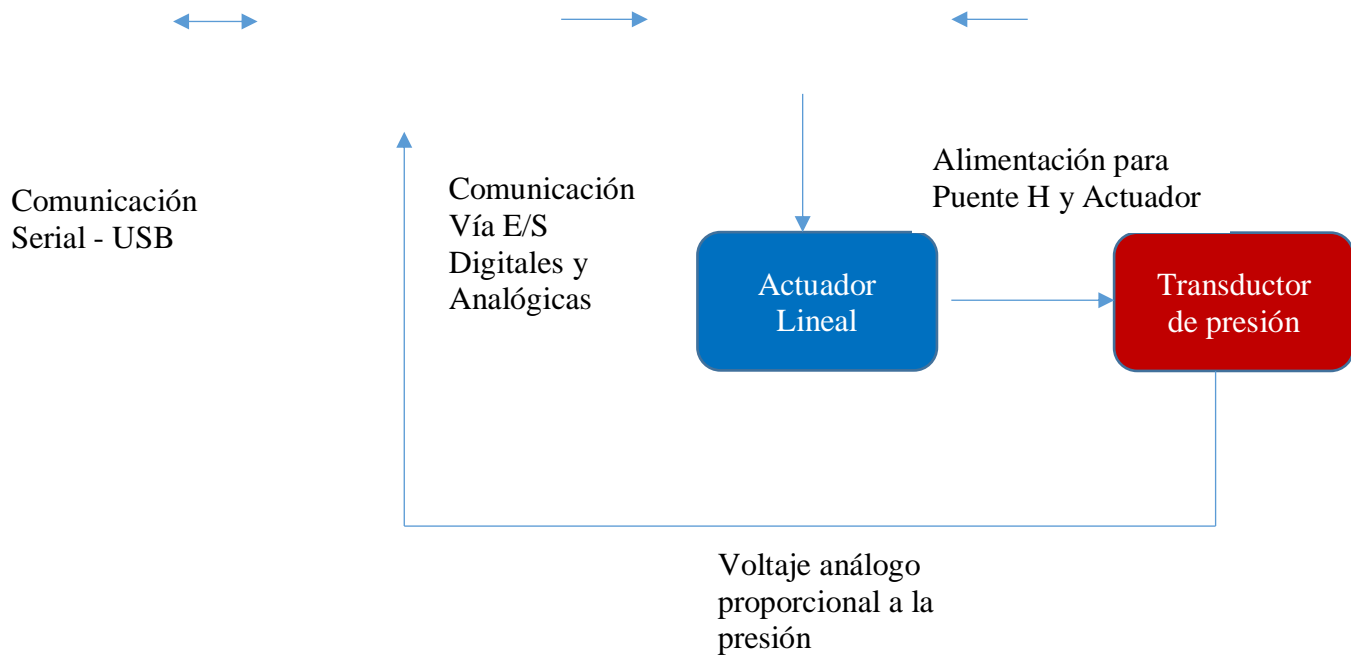 Comunicación
Serial - USB
Comunicación
Vía E/S
Digitales y
Analógicas
Alimentación para
Puente H y Actuador
Actuador
Lineal
Transductor
de presión
Voltaje análogo
proporcional a la
presión